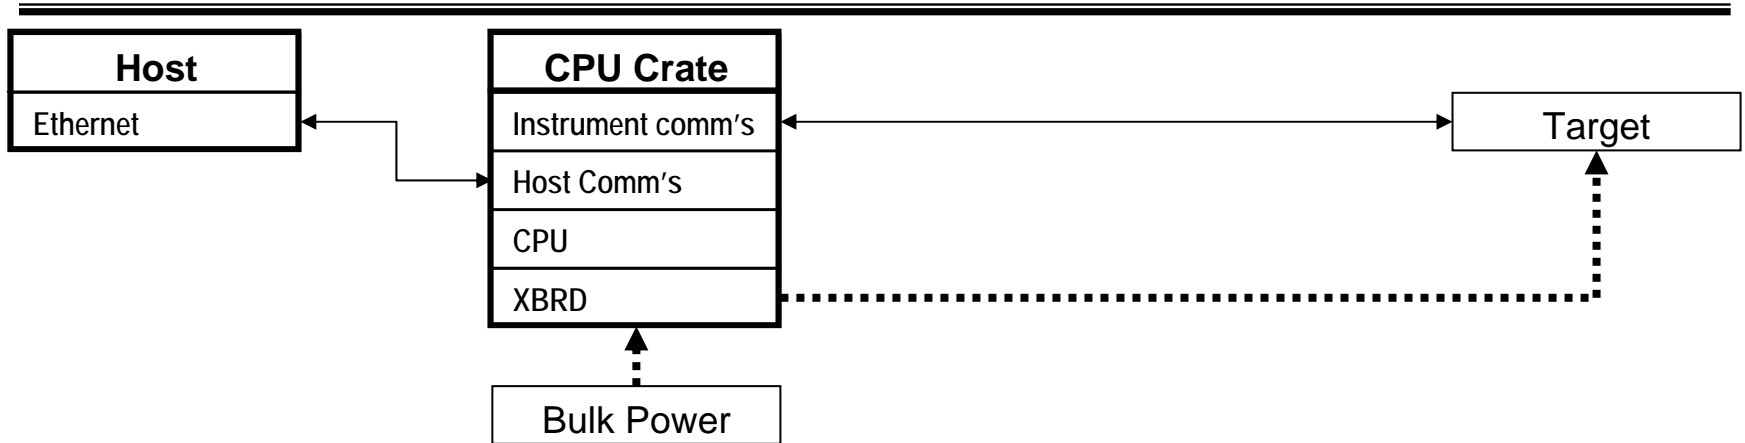 Host
Ethernet
CPU Crate
Instrument comm's
Host Comm's
CPU
XBRD
Target
Bulk Power